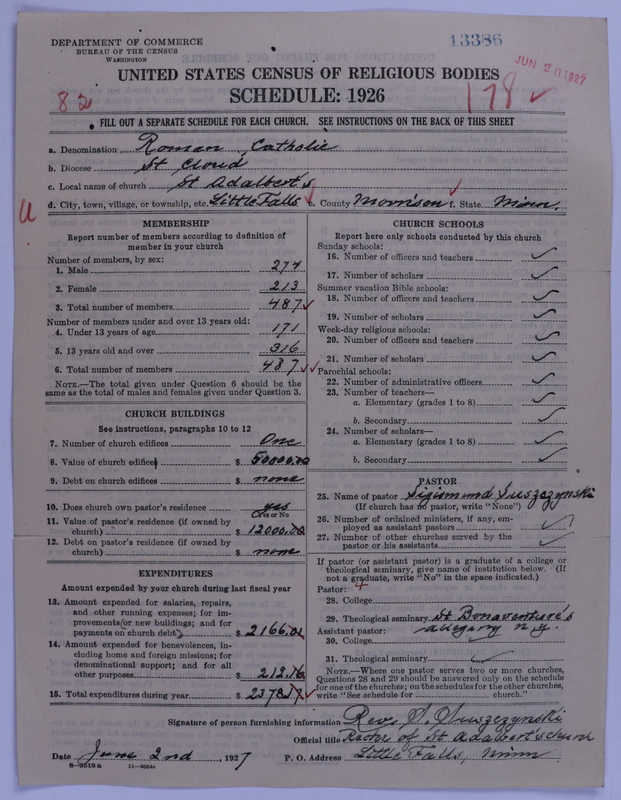 DEPARTMENT OF COMMERCE
BUREAU OF THE CENSUS
WASHINGTON
13386
JUN 20 1927
UNITED STATES CENSUS OF RELIGIOUS BODIES
SCHEDULE: 1926
82
178
FILL OUT A SEPARATE SCHEDULE FOR EACH CHURCH. SEE INSTRUCTIONS ON THE BACK OF THIS SHEET
a. Denomination Roman Catholic
b. Diocese St Cloud
c. Local name of church St Adalbert's
d. City, town, village, or township, etc. Little Falls e. County Morrison f. State Minn.
MEMBERSHIP
Report number of members according to definition of
member in your church
Number of members, by sex:
1. Male 274
2. Female 213
3. Total number of members 487
Number of members under and over 13 years old:
4. Under 13 years of age 171
5. 13 years old and over 316
6. Total number of members 487
NOTE.—The total given under Question 6 should be the
same as the total of males and females given under Question 3.
CHURCH BUILDINGS
See instructions, paragraphs 10 to 12
7. Number of church edifices One
8. Value of church edifices $ 50000.00
9. Debt on church edifices $ none
10. Does church own pastor's residence yes
Yes or No
11. Value of pastor's residence (if owned by
church) $ 12000.00
12. Debt on pastor's residence (if owned by
church) $ none
EXPENDITURES
Amount expended by your church during last fiscal year
13. Amount expended for salaries, repairs,
and other running expenses; for im-
provements or new buildings; and for
payments on church debt $ 2166.01
14. Amount expended for benevolences, in-
cluding home and foreign missions; for
denominational support; and for all
other purposes $ 212.16
15. Total expenditures during year $ 2378.17
CHURCH SCHOOLS
Report here only schools conducted by this church
Sunday schools:
16. Number of officers and teachers
17. Number of scholars
Summer vacation Bible schools:
18. Number of officers and teachers
19. Number of scholars
Week-day religious schools:
20. Number of officers and teachers
21. Number of scholars
Parochial schools:
22. Number of administrative officers
23. Number of teachers—
a. Elementary (grades 1 to 8)
b. Secondary
24. Number of scholars—
a. Elementary (grades 1 to 8)
b. Secondary
PASTOR
25. Name of pastor Sigismund Suszczynski
(If church has no pastor, write "None")
26. Number of ordained ministers, if any, em-
ployed as assistant pastors
27. Number of other churches served by the
pastor or his assistants
If pastor (or assistant pastor) is a graduate of a college or
theological seminary, give name of institution below. (If
not a graduate, write "No" in the space indicated.)
Pastor: 4
28. College
29. Theological seminary St Bonaventure's
Assistant pastor: allegany N.Y.
30. College
31. Theological seminary
NOTE.—Where one pastor serves two or more churches,
Questions 28 and 29 should be answered only on the schedule
for one of the churches; on the schedules for the other churches,
write "See schedule for church."
Signature of person furnishing information Rev. S. Suszczynski
Official title Rector of St Adalbert's church
Date June 2nd, 1927 P. O. Address Little Falls, Minn
8—5518a 11—9554